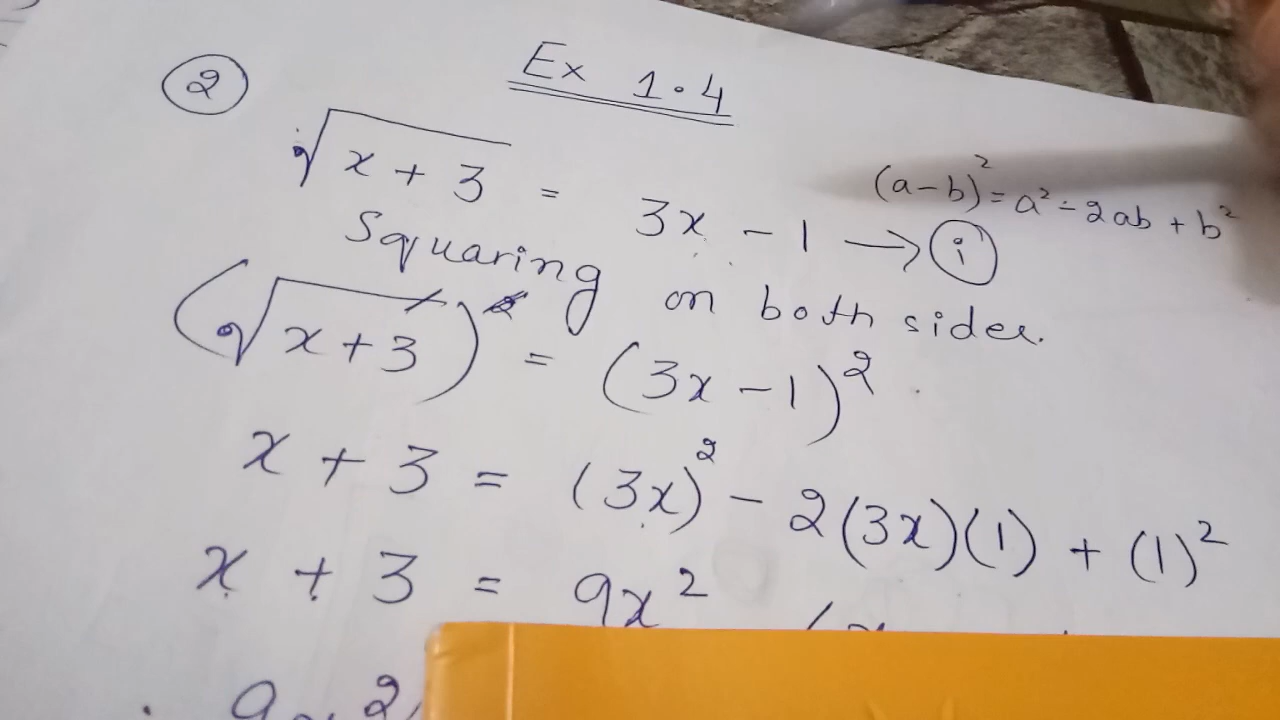 Ex 1.4
②
√x + 3 = 3x - 1 → ⓘ
(a-b)² = a² - 2ab + b²
Squaring on both sides.
(√x+3)² = (3x-1)²
x + 3 = (3x)² - 2(3x)(1) + (1)²
x + 3 = 9x²